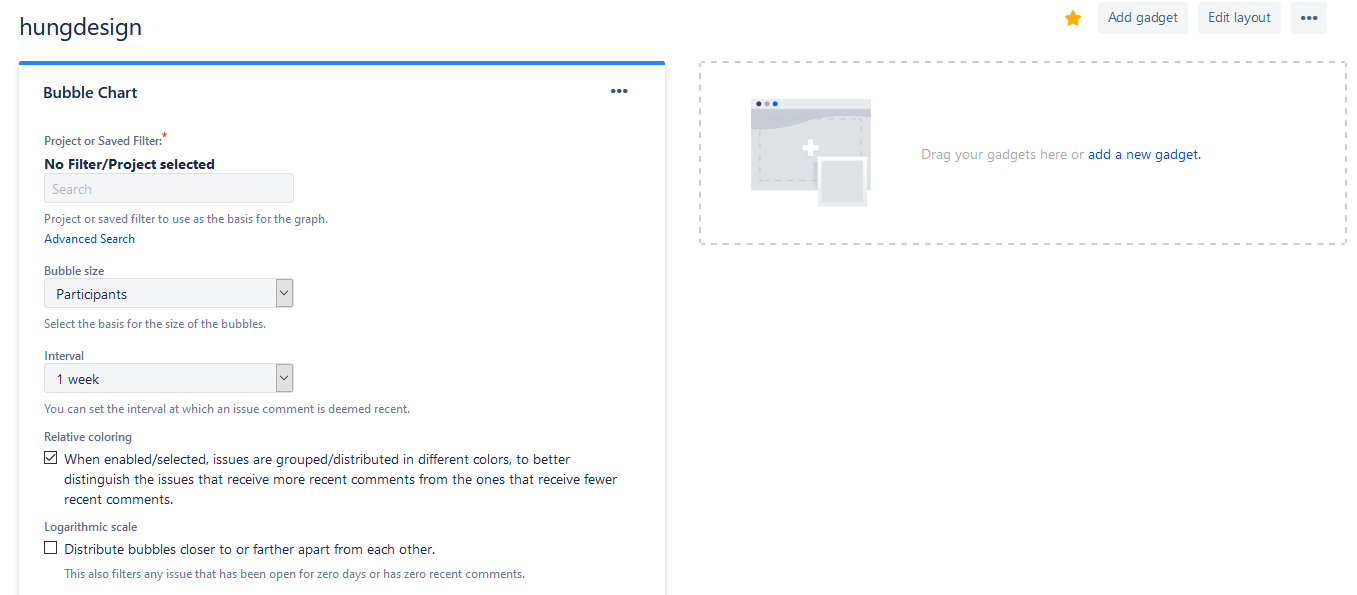 hungdesign
Add gadget
Edit layout
Bubble Chart
Project or Saved Filter:*
No Filter/Project selected
Search
Project or saved filter to use as the basis for the graph.
Advanced Search
Bubble size
Participants
Select the basis for the size of the bubbles.
Interval
1 week
You can set the interval at which an issue comment is deemed recent.
Relative coloring
When enabled/selected, issues are grouped/distributed in different colors, to better
distinguish the issues that receive more recent comments from the ones that receive fewer
recent comments.
Logarithmic scale
Distribute bubbles closer to or farther apart from each other.
This also filters any issue that has been open for zero days or has zero recent comments.
Drag your gadgets here or add a new gadget.